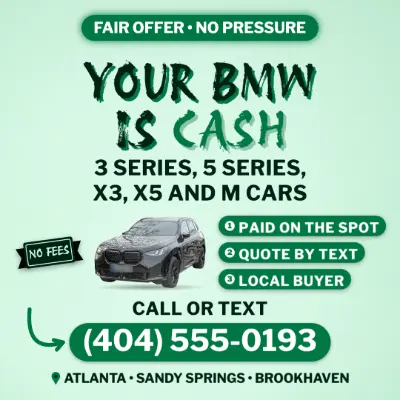 FAIR OFFER • NO PRESSURE
YOUR BMW
IS CASH
3 SERIES, 5 SERIES,
X3, X5 AND M CARS
NO FEES
1 PAID ON THE SPOT
2 QUOTE BY TEXT
3 LOCAL BUYER
CALL OR TEXT
(404) 555-0193
ATLANTA • SANDY SPRINGS • BROOKHAVEN